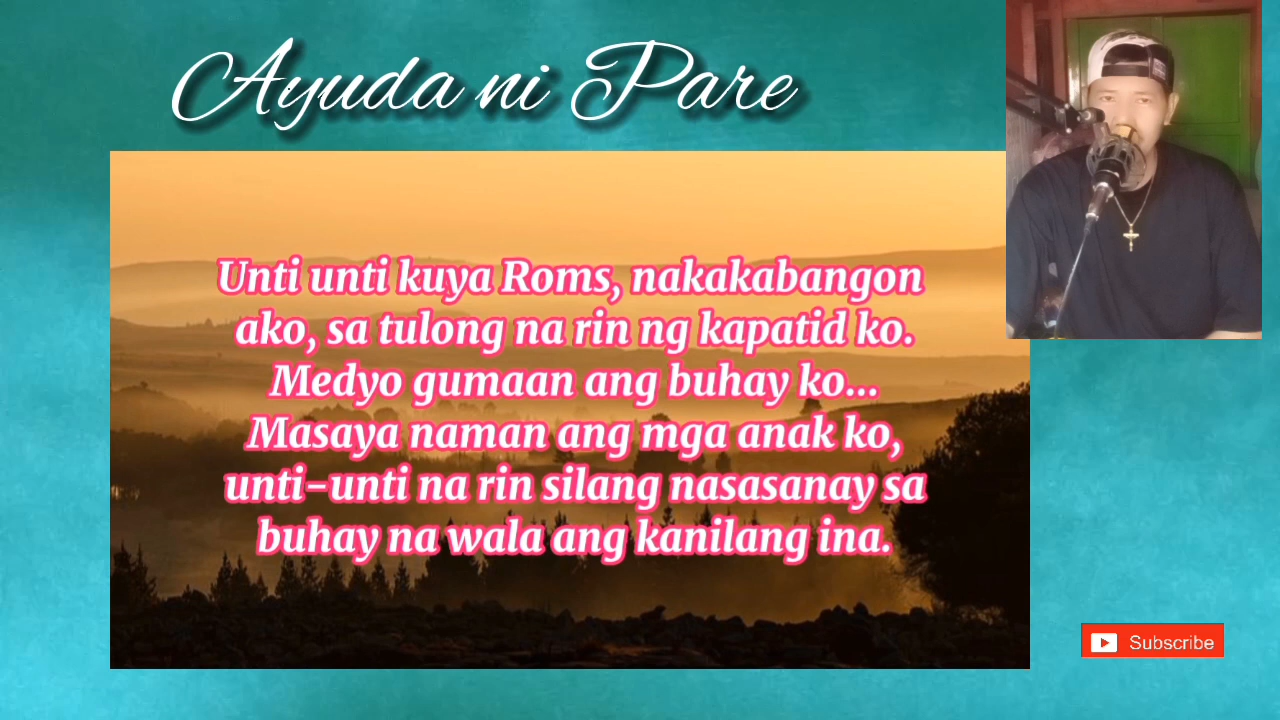 Ayuda ni Pare
Unti unti kuya Roms, nakakabangon
ako, sa tulong na rin ng kapatid ko.
Medyo gumaan ang buhay ko...
Masaya naman ang mga anak ko,
unti-unti na rin silang nasasanay sa
buhay na wala ang kanilang ina.
Subscribe